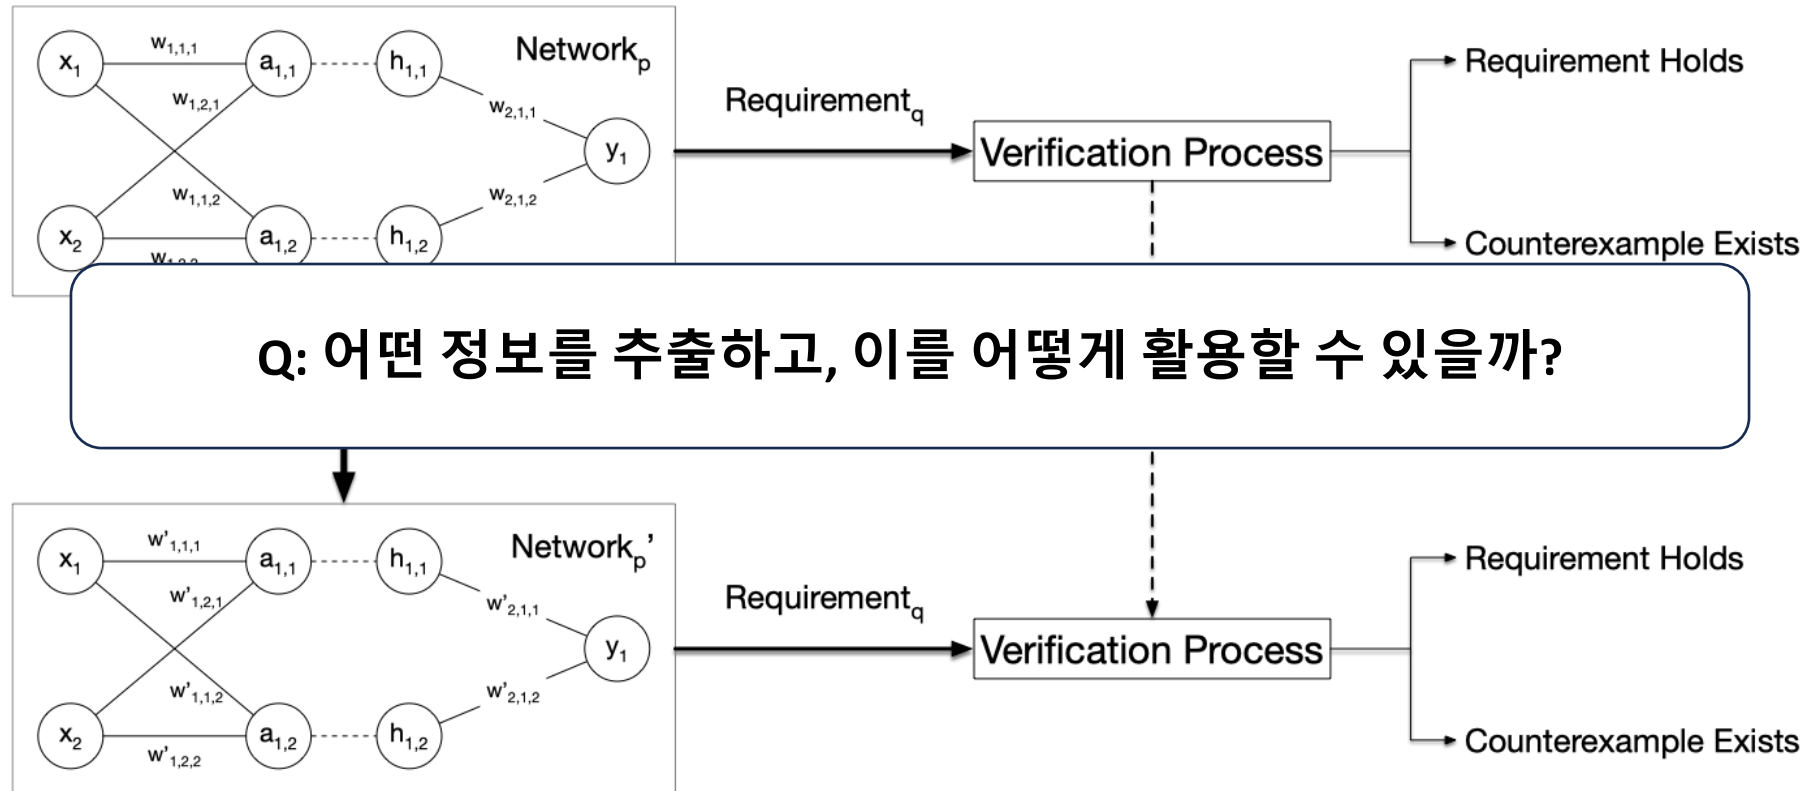 x1
w1,1,1
a1,1
h1,1
Networkp
w1,2,1
w2,1,1
Requirementq
Requirement Holds
y1
Verification Process
w1,1,2
w2,1,2
x2
a1,2
h1,2
Counterexample Exists
Q: 어떤 정보를 추출하고, 이를 어떻게 활용할 수 있을까?
x1
w'1,1,1
a1,1
h1,1
Networkp'
w'1,2,1
w'2,1,1
Requirementq
Requirement Holds
y1
Verification Process
w'1,1,2
w'2,1,2
x2
a1,2
h1,2
w'1,2,2
Counterexample Exists